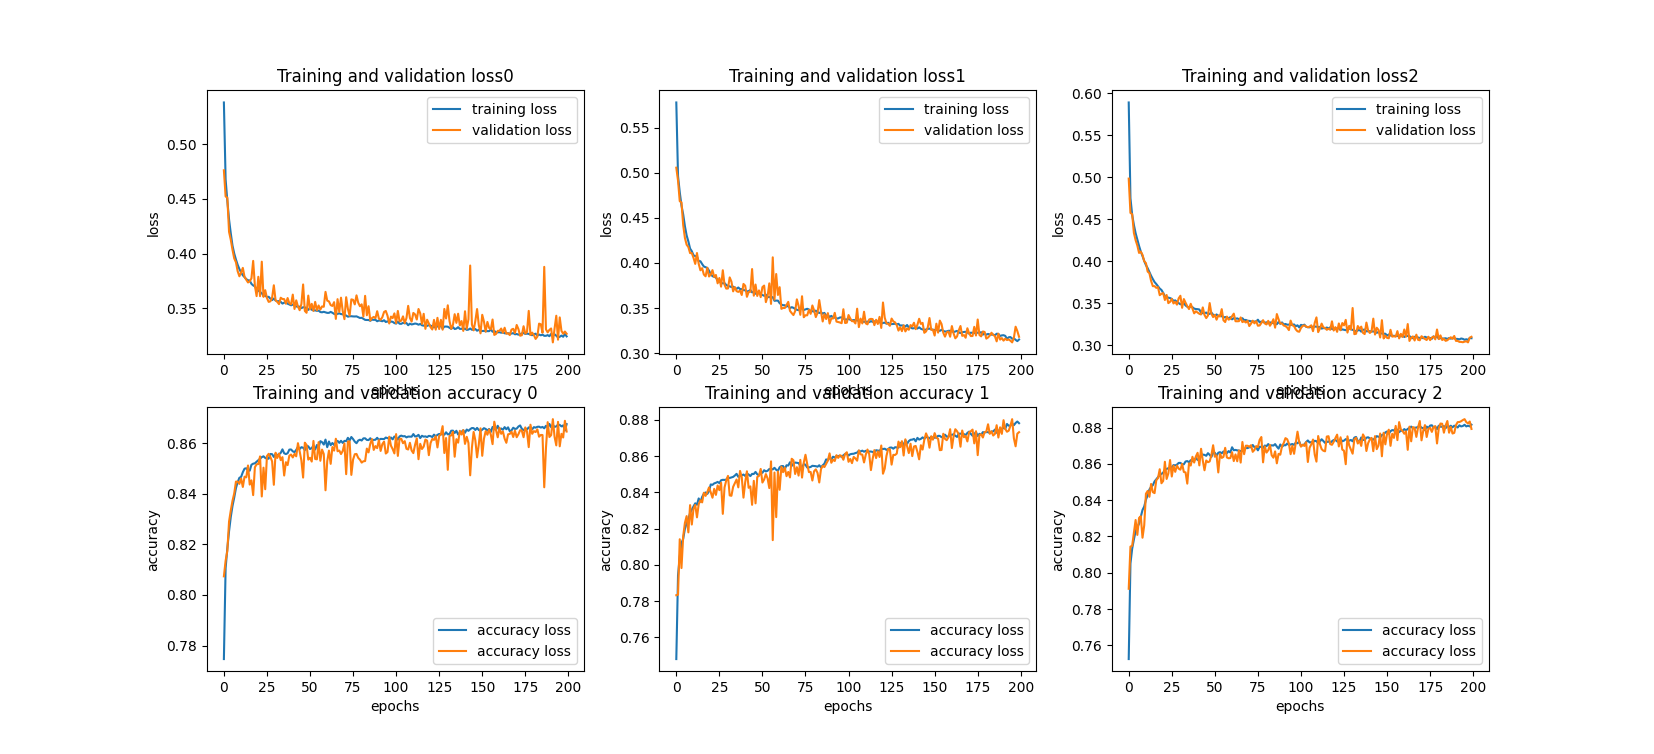 Training and validation loss0
training loss
validation loss
0.50
0.45
0.40
0.35
loss
0 25 50 75 100 125 150 175 200
epochs
Training and validation loss1
training loss
validation loss
0.55
0.50
0.45
0.40
0.35
0.30
loss
0 25 50 75 100 125 150 175 200
epochs
Training and validation loss2
training loss
validation loss
0.60
0.55
0.50
0.45
0.40
0.35
0.30
loss
0 25 50 75 100 125 150 175 200
epochs
Training and validation accuracy 0
0.86
0.84
0.82
0.80
0.78
accuracy
accuracy loss
accuracy loss
0 25 50 75 100 125 150 175 200
epochs
Training and validation accuracy 1
0.88
0.86
0.84
0.82
0.80
0.78
0.76
accuracy
accuracy loss
accuracy loss
0 25 50 75 100 125 150 175 200
epochs
Training and validation accuracy 2
0.88
0.86
0.84
0.82
0.80
0.78
0.76
accuracy
accuracy loss
accuracy loss
0 25 50 75 100 125 150 175 200
epochs